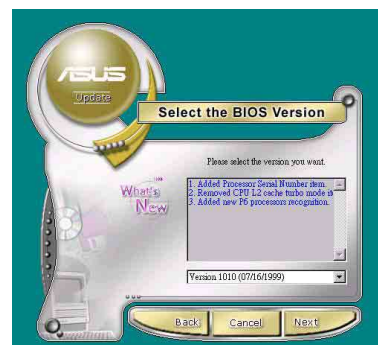 ASUS
Update
Select the BIOS Version
Please select the version you want.
What's
New
1. Added Processor Serial Number item.
2. Removed CPU L2 cache turbo mode it
3. Added new P6 processors recognition.
Version 1010 (07/16/1999)
Back
Cancel
Next